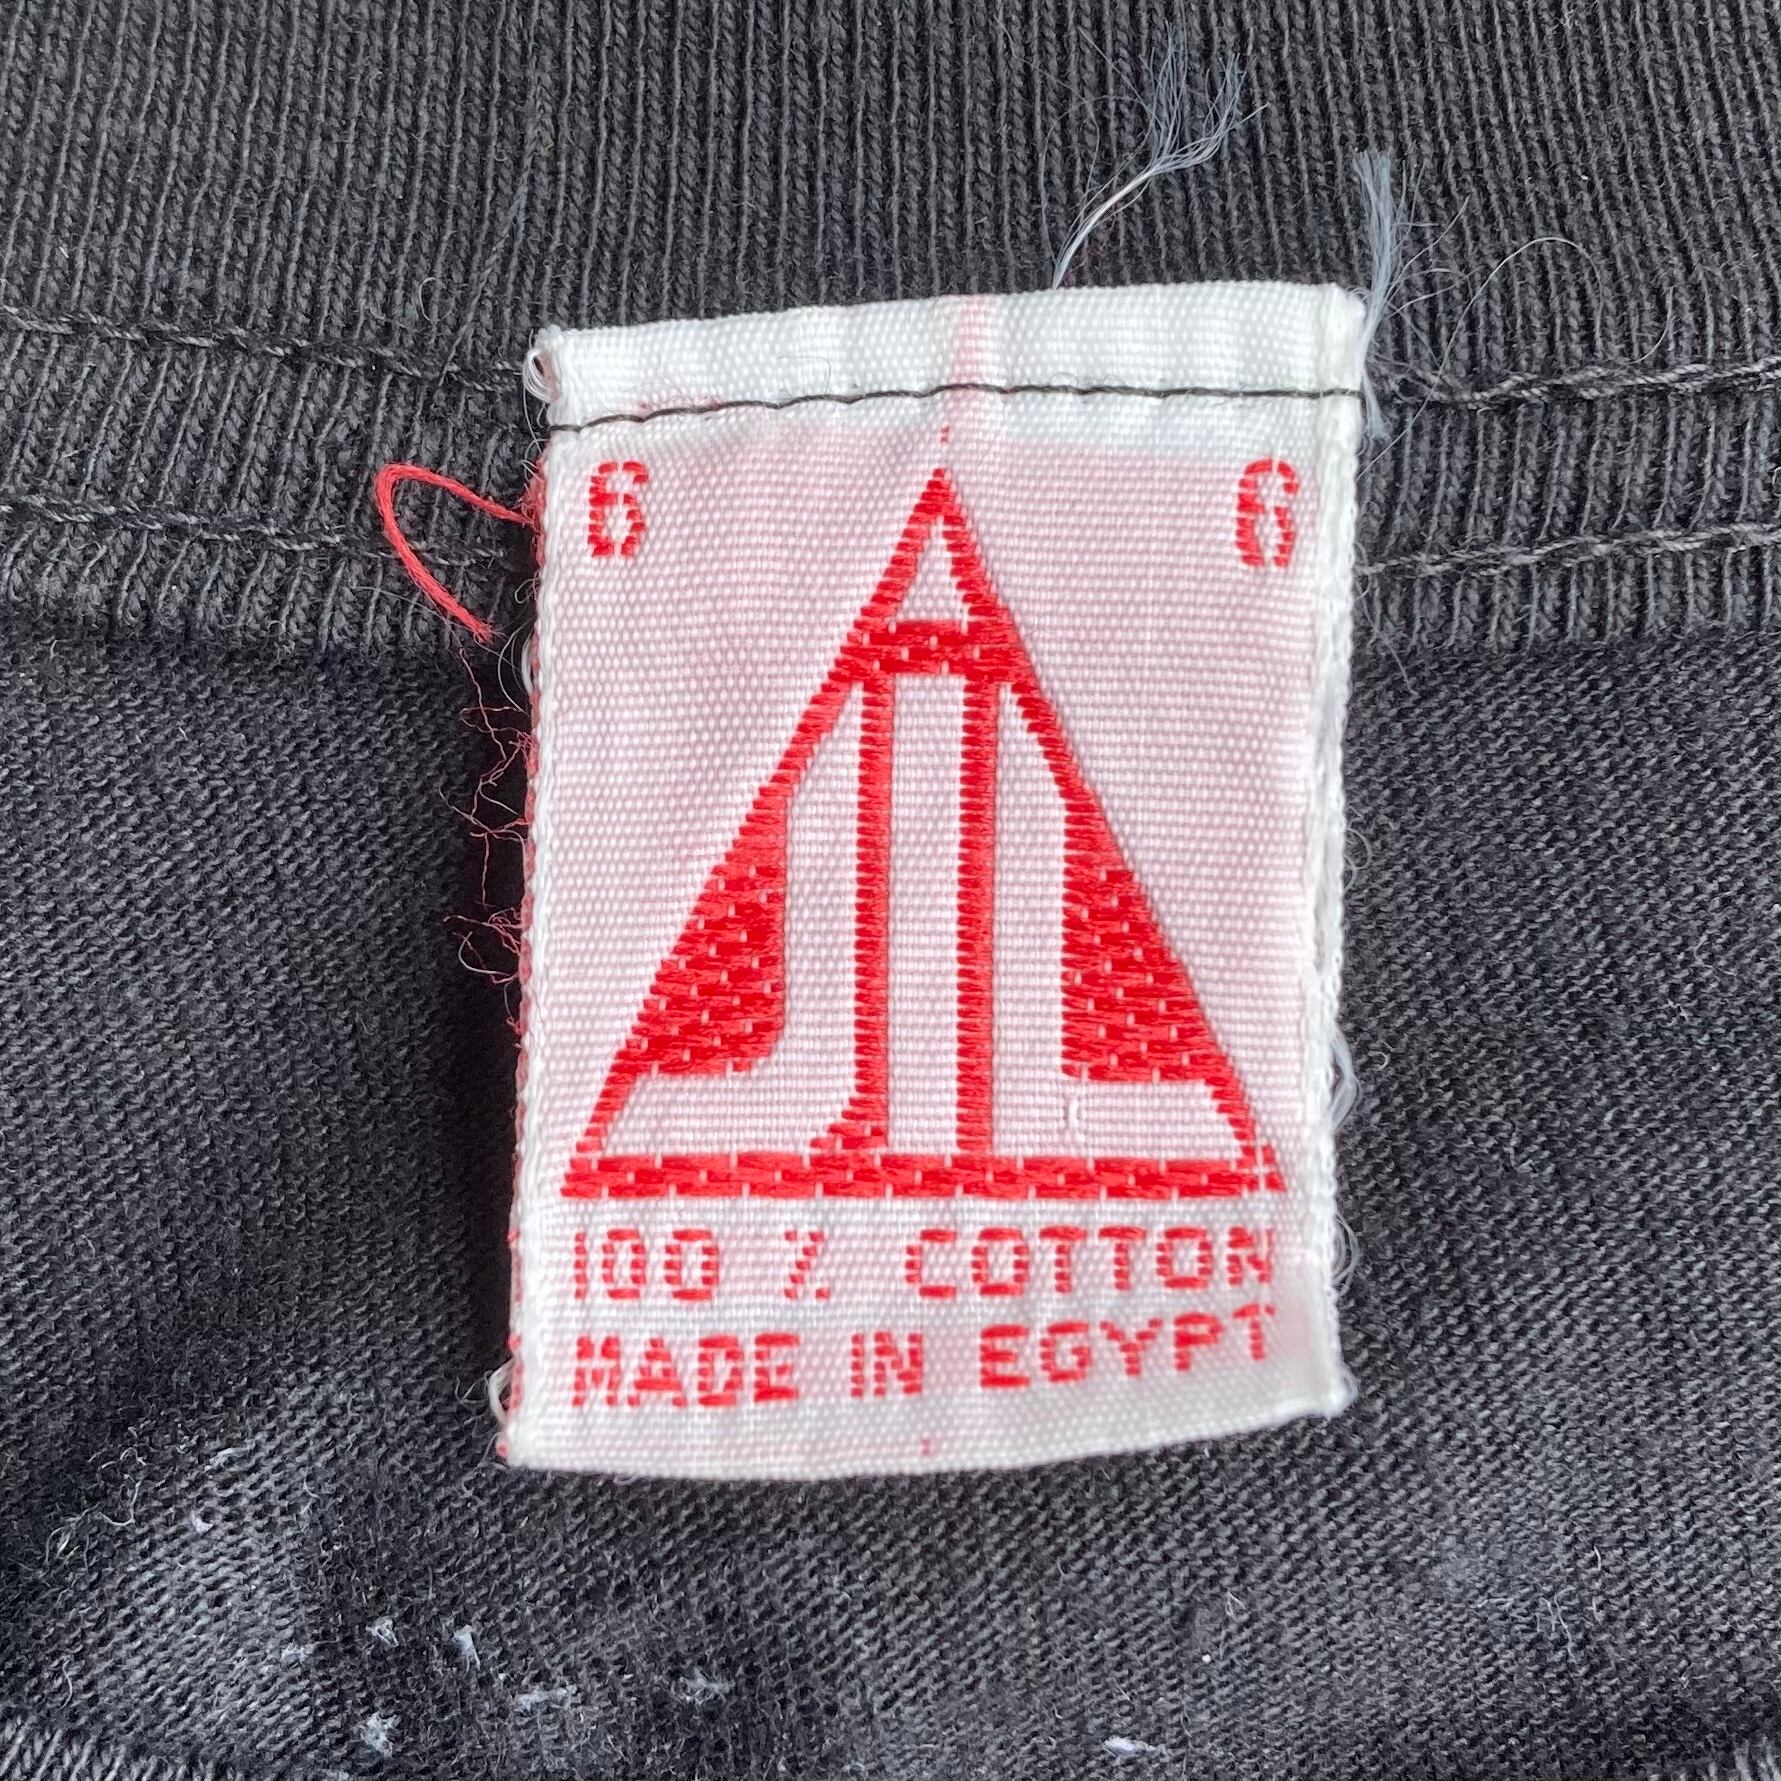 6 6
100 % COTTON
MADE IN EGYPT